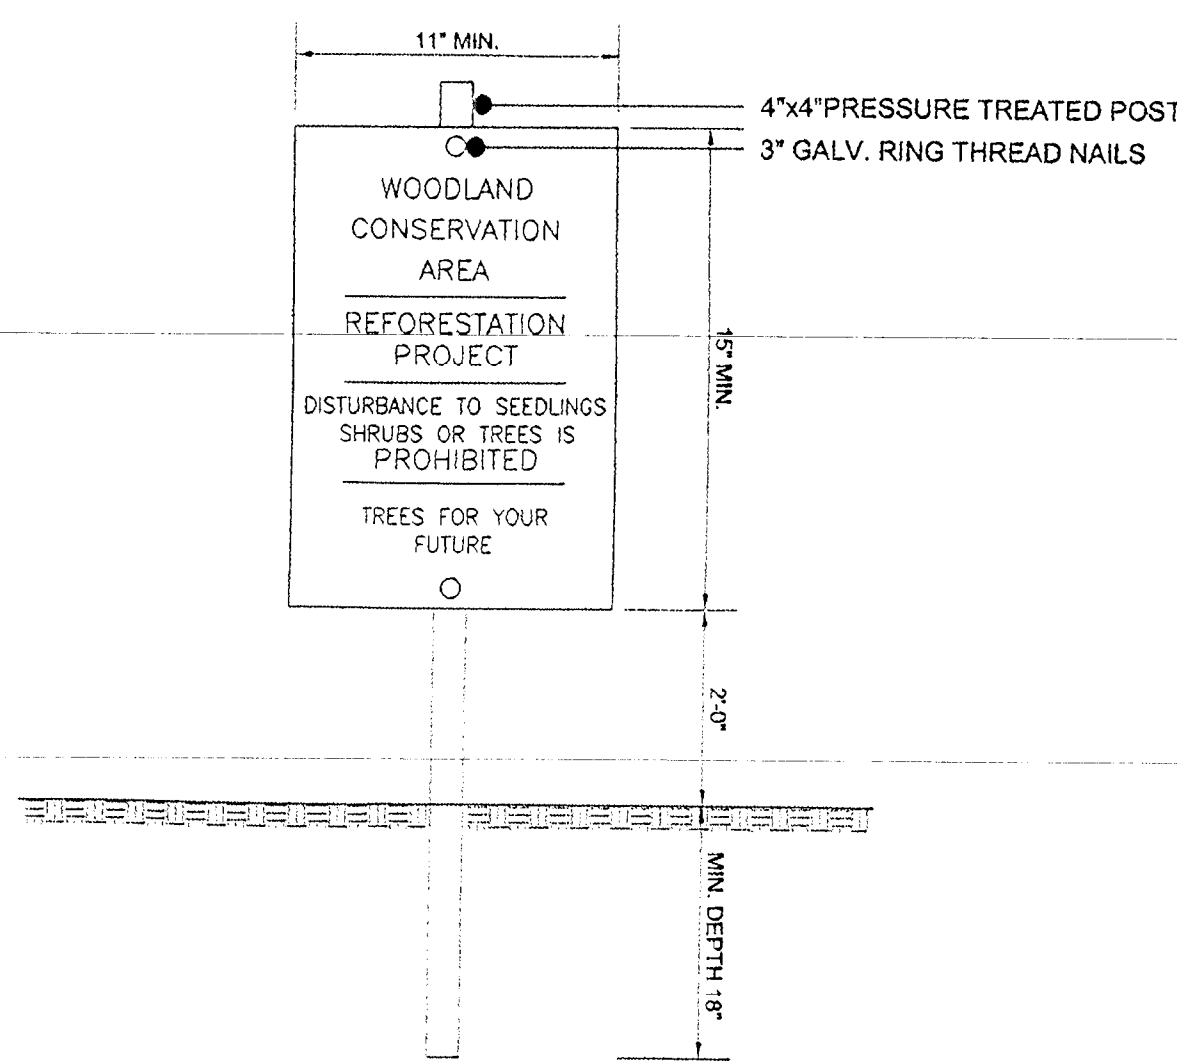 11" MIN.
4"x4"PRESSURE TREATED POST
3" GALV. RING THREAD NAILS
WOODLAND
CONSERVATION
AREA
REFORESTATION
PROJECT
DISTURBANCE TO SEEDLINGS
SHRUBS OR TREES IS
PROHIBITED
TREES FOR YOUR
FUTURE
15" MIN.
2'-0"
MIN. DEPTH 18"